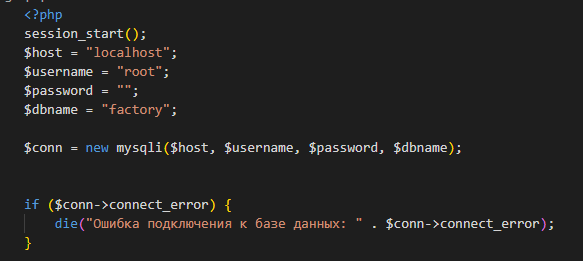 <?php
session_start();
$host = "localhost";
$username = "root";
$password = "";
$dbname = "factory";
$conn = new mysqli($host, $username, $password, $dbname);
if ($conn->connect_error) {
die("Ошибка подключения к базе данных: " . $conn->connect_error);
}